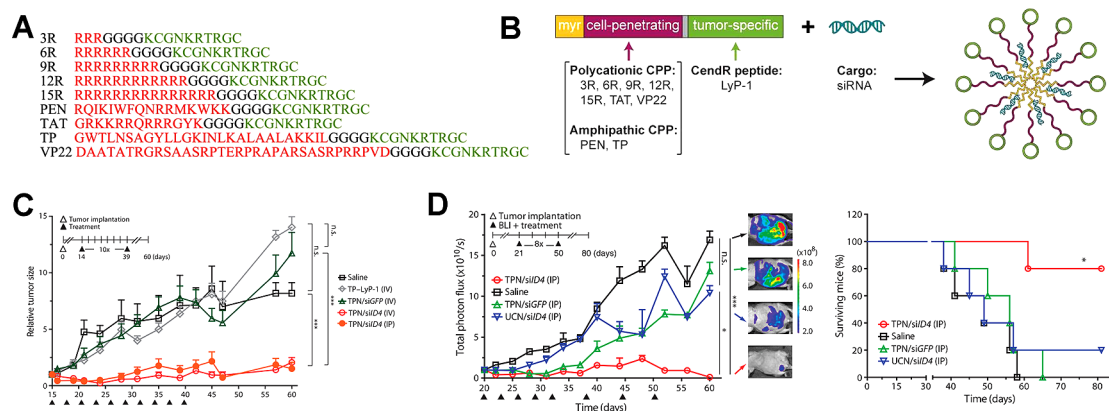 A
3R RRRGGGGKCGNKRTRGC
6R RRRRRRGGGGKCGNKRTRGC
9R RRRRRRRRRGGGGKCGNKRTRGC
12R RRRRRRRRRRRRGGGGKCGNKRTRGC
15R RRRRRRRRRRRRRRRGGGGKCGNKRTRGC
PEN RQIKIWFQNRRMKWKKGGGGKCGNKRTRGC
TAT GRKKRRQRRRGYKGGGGKCGNKRTRGC
TP GWTLNSAGYLLGKINLKALAALAKKILGGGGKCGNKRTRGC
VP22 DAATATRGRSAASRPTERPRAPARSASRPRRPVDGGGGKCGNKRTRGC
B
myr cell-penetrating tumor-specific
+
Polycationic CPP:
3R, 6R, 9R, 12R,
15R, TAT, VP22
Amphipathic CPP:
PEN, TP
CendR peptide:
LyP-1
Cargo:
siRNA
C
△ Tumor implantation
▲ Treatment
10x
0 14 39 60 (days)
Relative tumor size
15
10
5
0
Saline
TP-LyP-1 (IV)
TPN/siGFP (IV)
TPN/siID4 (IV)
TPN/siID4 (IP)
n.s.
n.s.
***
***
15 20 25 30 35 40 45 50 55 60
D
△ Tumor implantation
▲ BLI + treatment
8x
0 21 50 80 (days)
Total photon flux (x10¹⁰/s)
20
15
10
5
0
TPN/siID4 (IP)
Saline
TPN/siGFP (IP)
UCN/siID4 (IP)
n.s.
***
*
20 25 30 35 40 45 50 55 60
Time (days)
(x10⁸)
8.0
6.0
4.0
2.0
Surviving mice (%)
120
100
80
60
40
20
0
*
TPN/siID4 (IP)
Saline
TPN/siGFP (IP)
UCN/siID4 (IP)
0 15 30 40 50 60 70 80
Time (days)